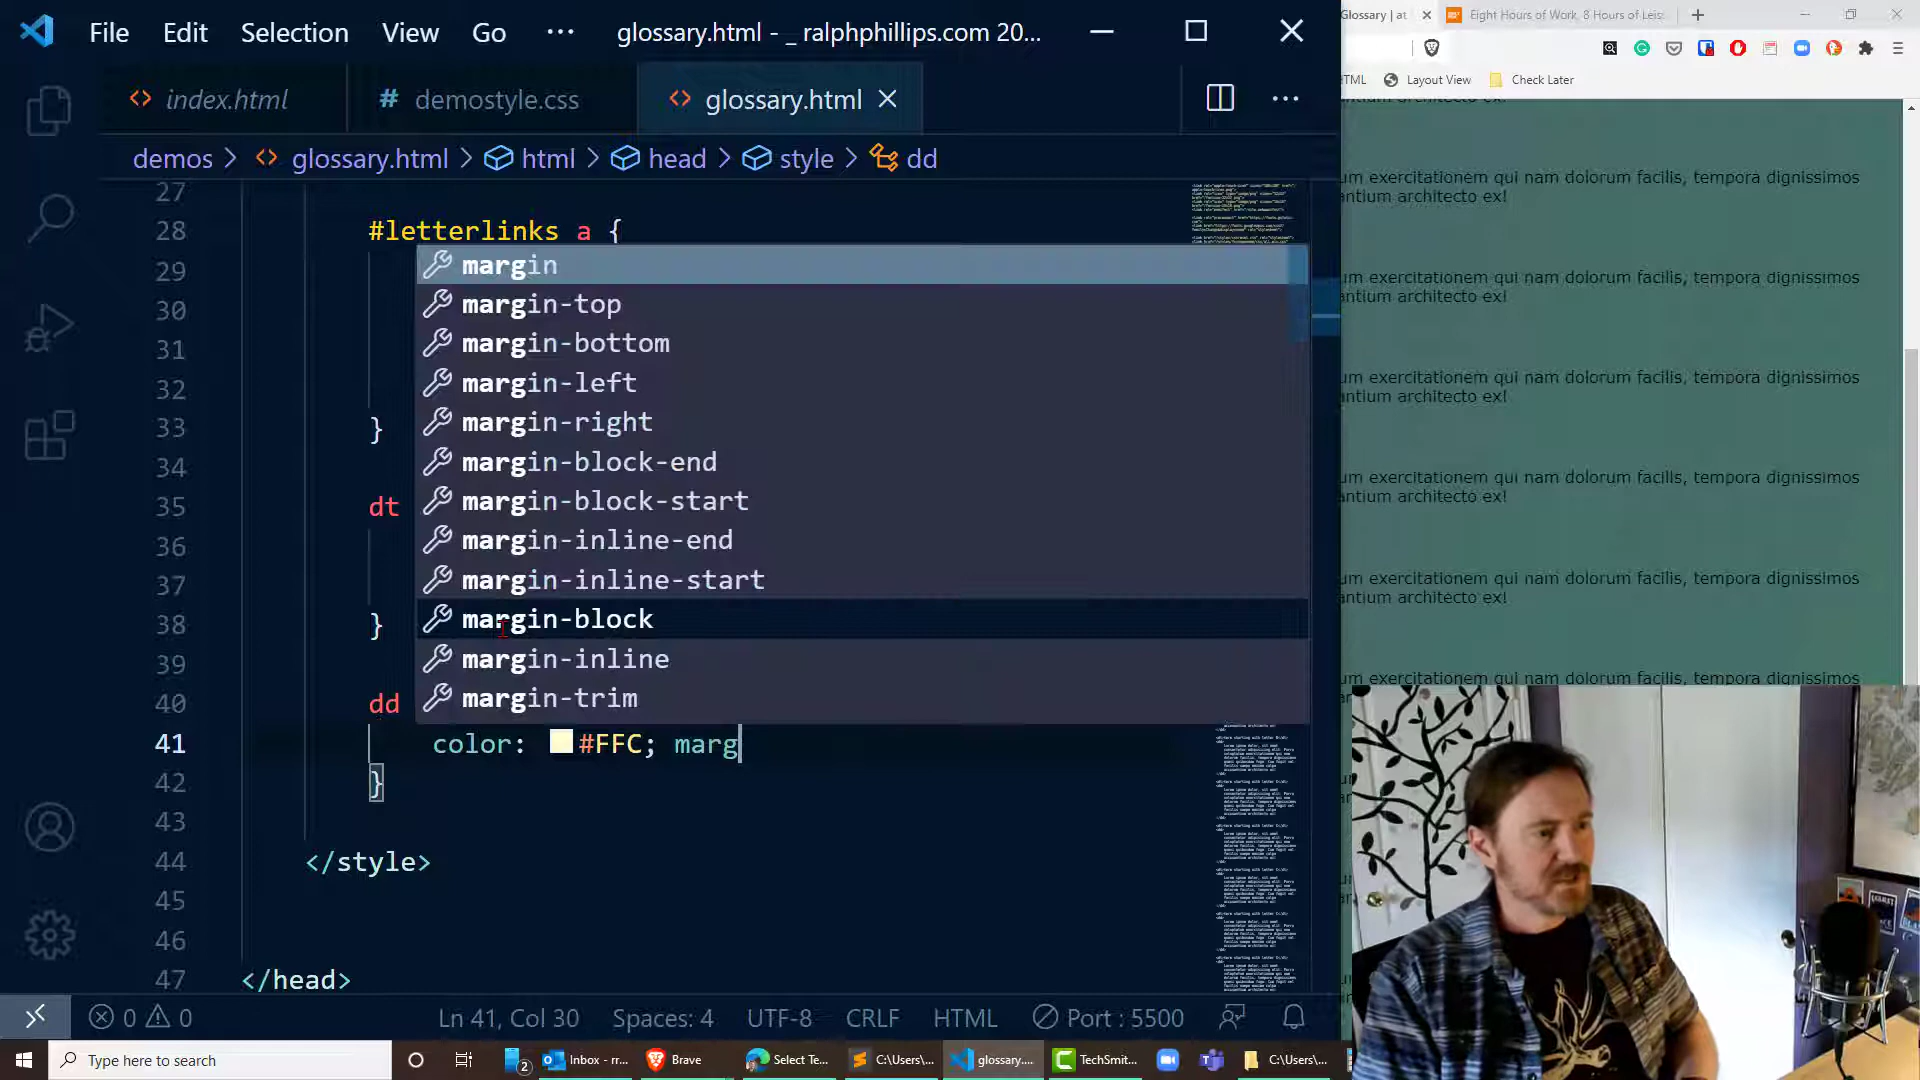 File Edit Selection View Go ··· glossary.html - _ ralphphillips.com 20...
Glossary | at Eight Hours of Work, 8 Hours of Leis
index.html # demostyle.css glossary.html
HTML Layout View Check Later
demos > glossary.html > html > head > style > dd
27
28 #letterlinks a {
29
30
31
32
33 }
34
35 dt
36
37
38 }
39
40 dd
41 color: #FFC; marg
42 }
43
44 </style>
45
46
47 </head>
margin
margin-top
margin-bottom
margin-left
margin-right
margin-block-end
margin-block-start
margin-inline-end
margin-inline-start
margin-block
margin-inline
margin-trim
um exercitationem qui nam dolorum facilis, tempora dignissimos
antium architecto ex!
um exercitationem qui nam dolorum facilis, tempora dignissimos
antium architecto ex!
um exercitationem qui nam dolorum facilis, tempora dignissimos
antium architecto ex!
um exercitationem qui nam dolorum facilis, tempora dignissimos
antium architecto ex!
um exercitationem qui nam dolorum facilis, tempora dignissimos
antium architecto ex!
um exercitationem qui nam dolorum facilis, tempora dignissimos
0 0 Ln 41, Col 30 Spaces: 4 UTF-8 CRLF HTML Port : 5500
Type here to search 2 Inbox - rr... Brave Select Te... C:\Users\... glossary.... TechSmit... C:\Users\...